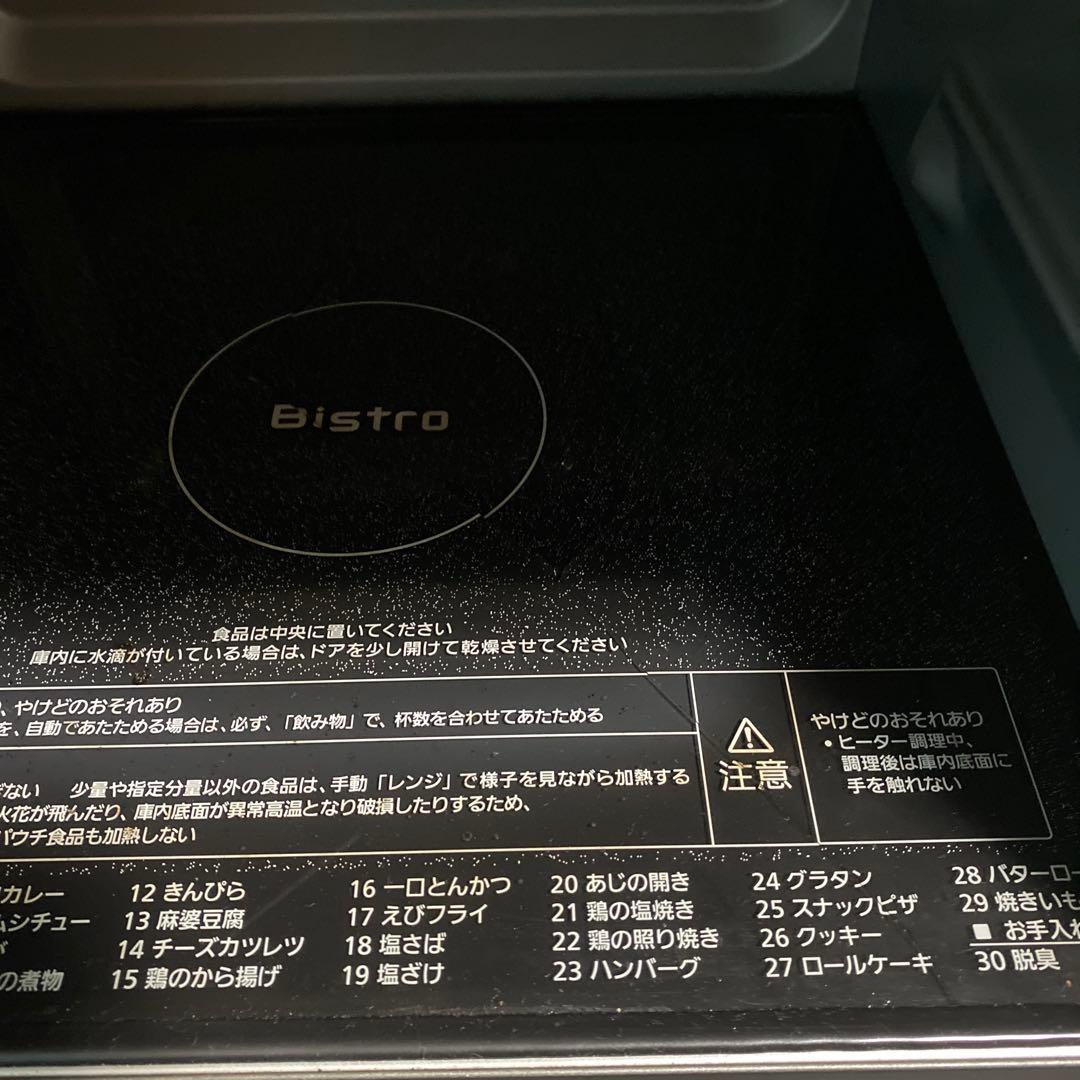 Bistro
食品は中央に置いてください
庫内に水滴が付いている場合は、ドアを少し開けて乾燥させてください
、やけどのおそれあり
を、自動であたためる場合は、必ず、「飲み物」で、杯数を合わせてあたためる
ない 少量や指定分量以外の食品は、手動「レンジ」で様子を見ながら加熱する
火花が飛んだり、庫内底面が異常高温となり破損したりするため、
パウチ食品も加熱しない
注意
やけどのおそれあり
• ヒーター調理中、
調理後は庫内底面に
手を触れない
カレー
ムシチュー
が
の煮物
12 きんぴら
13 麻婆豆腐
14 チーズカツレツ
15 鶏のから揚げ
16 一口とんかつ
17 えびフライ
18 塩さば
19 塩ざけ
20 あじの開き
21 鶏の塩焼き
22 鶏の照り焼き
23 ハンバーグ
24 グラタン
25 スナックピザ
26 クッキー
27 ロールケーキ
28 バターロー
29 焼きいも
■ お手入れ
30 脱臭